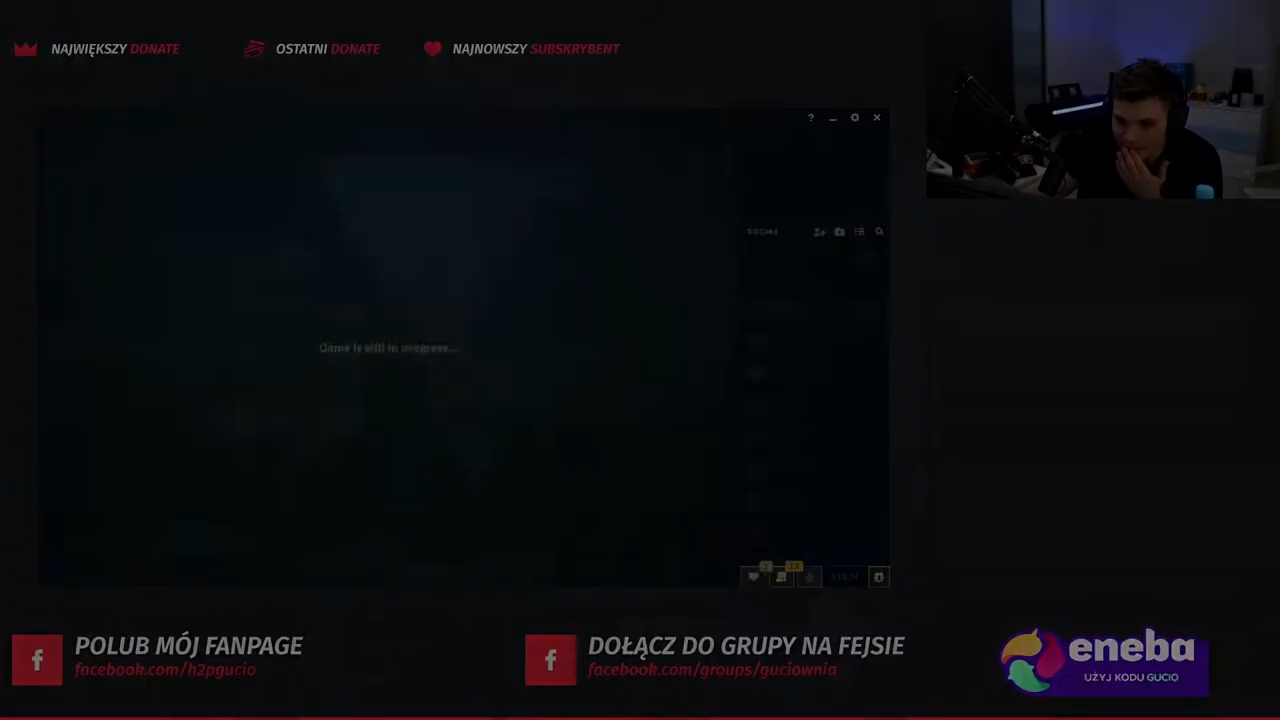 NAJWIĘKSZY DONATE
OSTATNI DONATE
NAJNOWSZY SUBSKRYBENT
?
SOCIAL
Game is still in progress...
POLUB MÓJ FANPAGE
facebook.com/h2pgucio
DOŁĄCZ DO GRUPY NA FEJSIE
facebook.com/groups/guciownia
eneba
UŻYJ KODU GUCIO